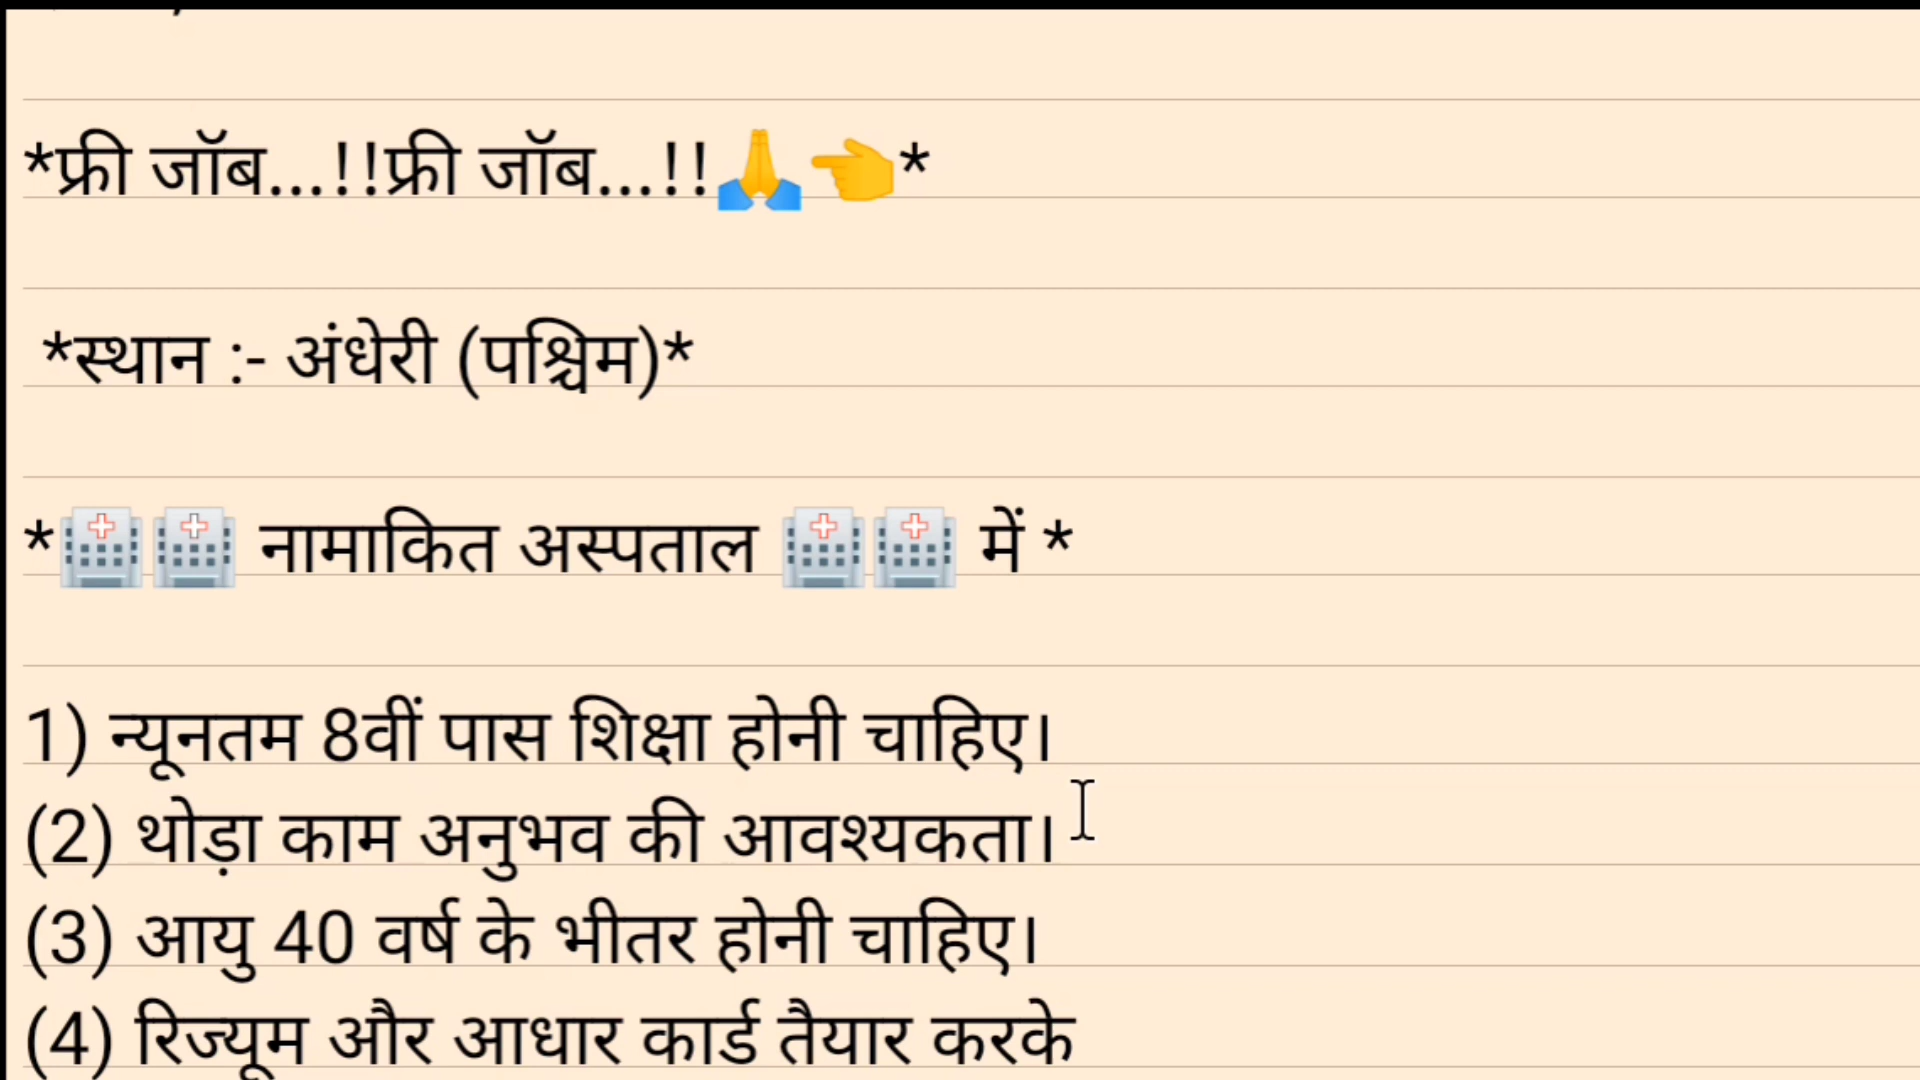 *फ्री जॉब...!!फ्री जॉब...!!🙏👈*
*स्थान :- अंधेरी (पश्चिम)*
*🏥🏥 नामाकित अस्पताल 🏥🏥 में *
1) न्यूनतम 8वीं पास शिक्षा होनी चाहिए।
(2) थोड़ा काम अनुभव की आवश्यकता।
(3) आयु 40 वर्ष के भीतर होनी चाहिए।
(4) रिज्यूम और आधार कार्ड तैयार करके